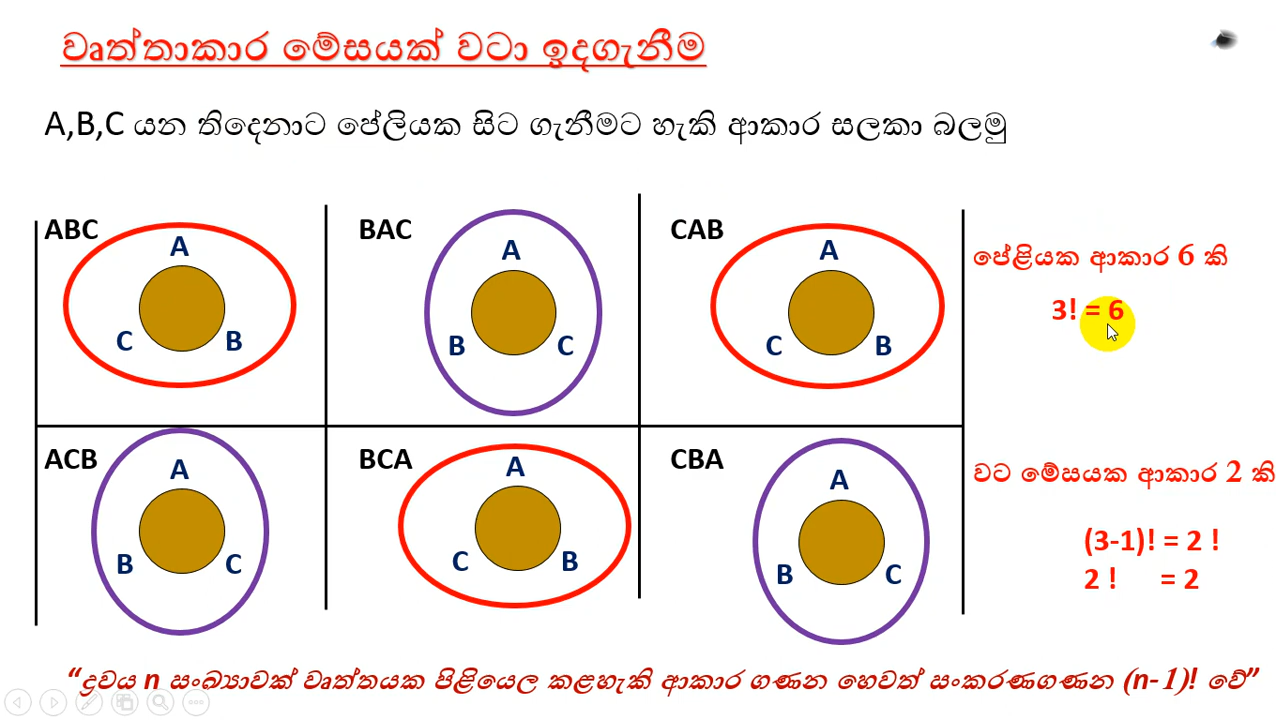 වෘත්තාකාර මේසයක් වටා ඉදගැනීම
A,B,C යන තිදෙනාට පේලියක සිට ගැනීමට හැකි ආකාර සලකා බලමු
ABC
A
C
B
BAC
A
B
C
CAB
A
C
B
පේළියක ආකාර 6 කි
3! = 6
ACB
A
B
C
BCA
A
C
B
CBA
A
B
C
වට මේසයක ආකාර 2 කි
(3-1)! = 2 !
2 ! = 2
“ද්‍රව්‍ය n සංඛ්‍යාවක් වෘත්තයක පිළියෙල කළහැකි ආකාර ගණන හෙවත් සංකරණගණන (n-1)! වේ”